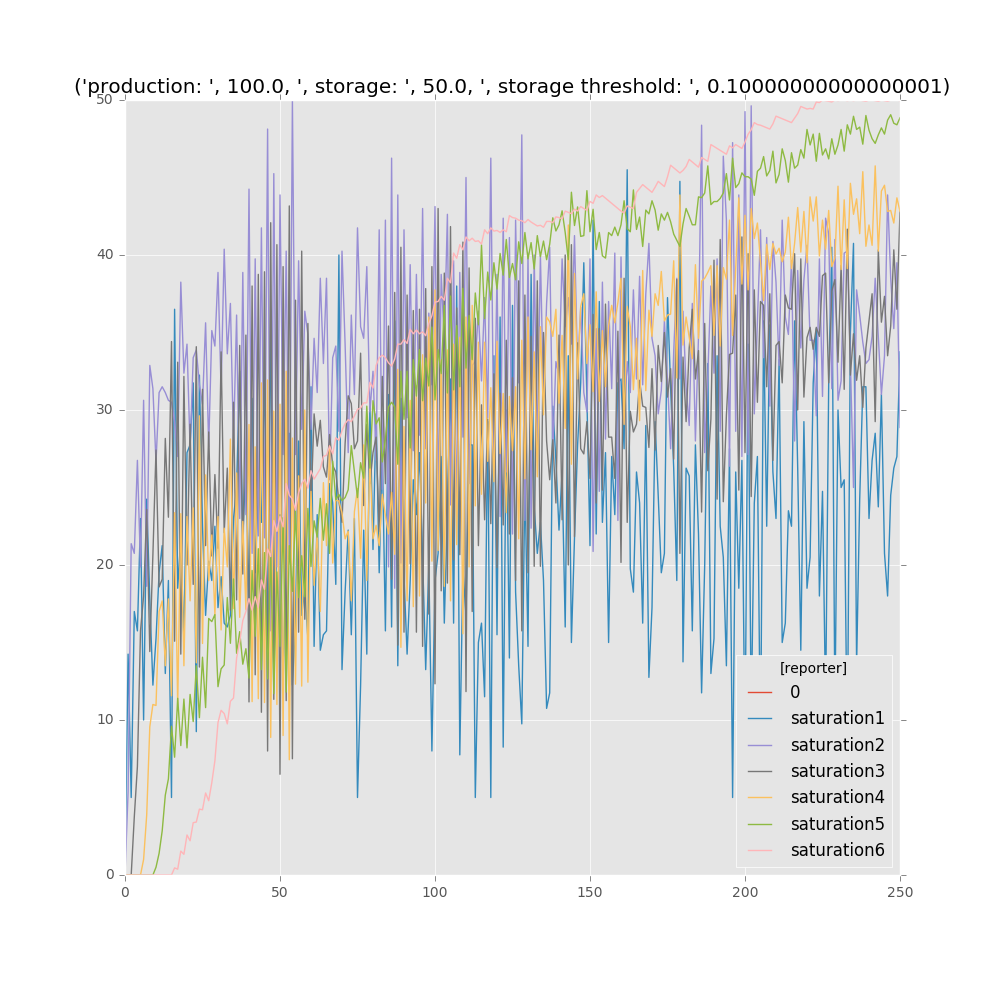 ('production: ', 100.0, ', storage: ', 50.0, ', storage threshold: ', 0.10000000000000001)
50
40
30
20
10
0
0 50 100 150 200 250
[reporter]
0
saturation1
saturation2
saturation3
saturation4
saturation5
saturation6